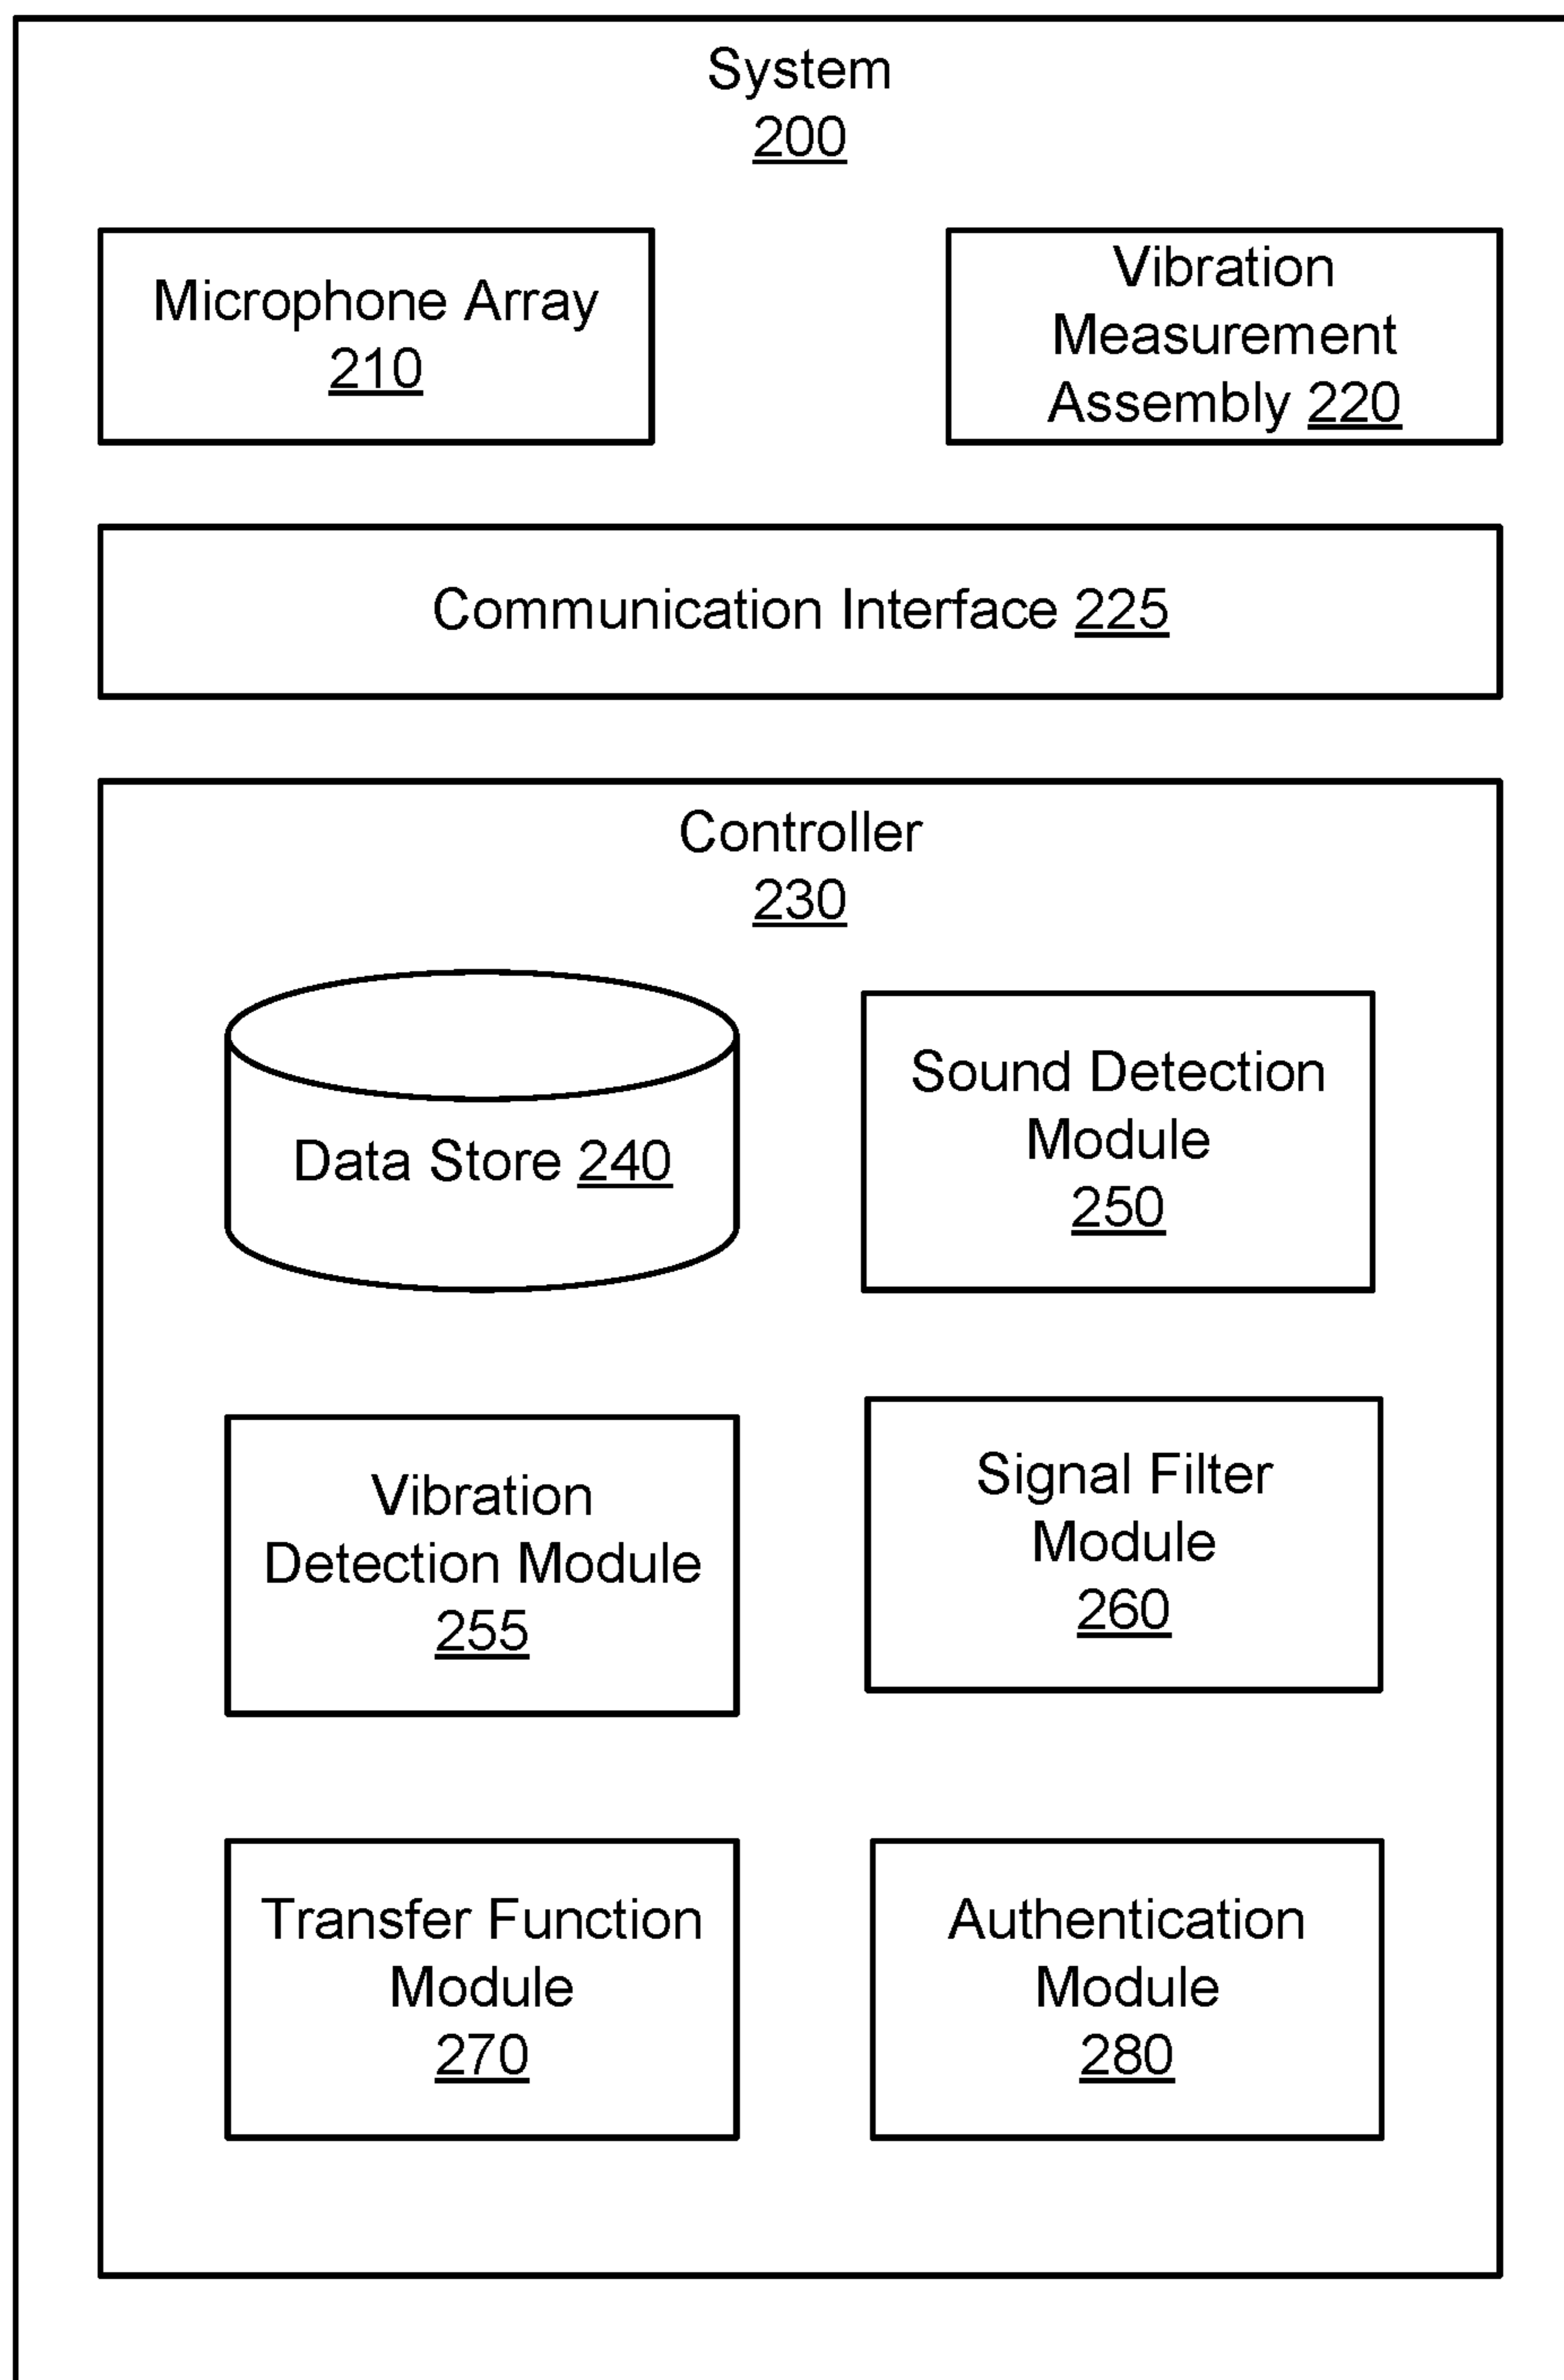 System
200
Microphone Array
210
Vibration
Measurement
Assembly 220
Communication Interface 225
Controller
230
Data Store 240
Sound Detection
Module
250
Vibration
Detection Module
255
Signal Filter
Module
260
Transfer Function
Module
270
Authentication
Module
280